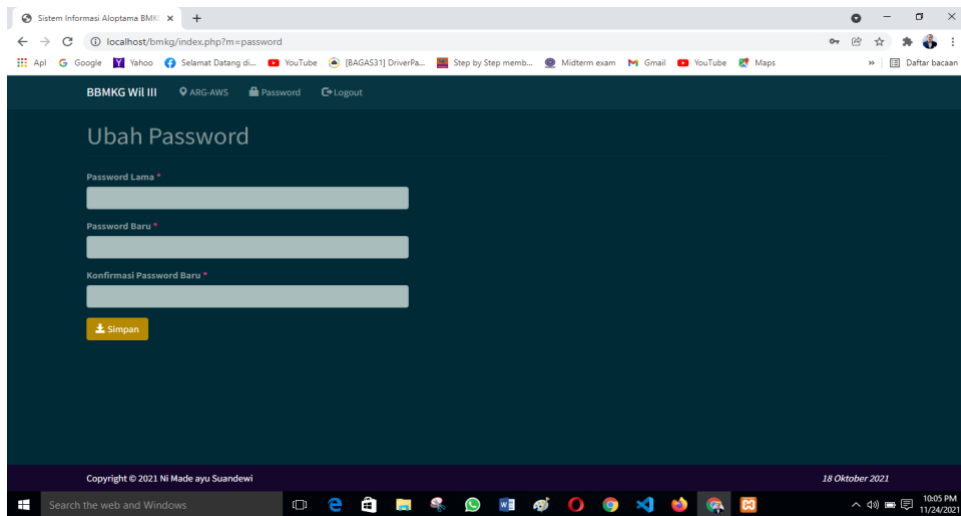 Sistem Informasi Aloptama BMK
localhost/bmkg/index.php?m=password
Apl Google Yahoo Selamat Datang di... YouTube [BAGAS31] DriverPa... Step by Step memb... Midterm exam Gmail YouTube Maps » Daftar bacaan
BBMKG Wil III ARG-AWS Password Logout
Ubah Password
Password Lama *
Password Baru *
Konfirmasi Password Baru *
Simpan
Copyright © 2021 Ni Made ayu Suandewi 18 Oktober 2021
Search the web and Windows 10:05 PM
11/24/2021